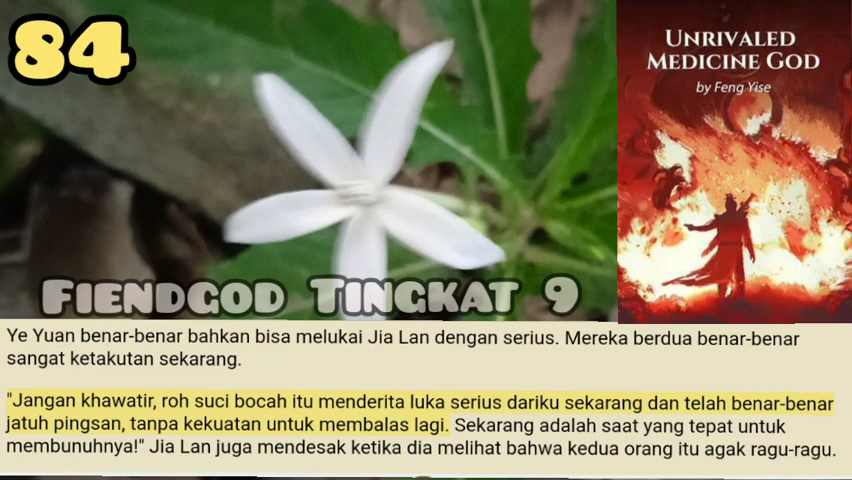 84
UNRIVALED
MEDICINE GOD
by Feng Yise
FIENDGOD TINGKAT 9
Ye Yuan benar-benar bahkan bisa melukai Jia Lan dengan serius. Mereka berdua benar-benar
sangat ketakutan sekarang.
"Jangan khawatir, roh suci bocah itu menderita luka serius dariku sekarang dan telah benar-benar
jatuh pingsan, tanpa kekuatan untuk membalas lagi. Sekarang adalah saat yang tepat untuk
membunuhnya!" Jia Lan juga mendesak ketika dia melihat bahwa kedua orang itu agak ragu-ragu.